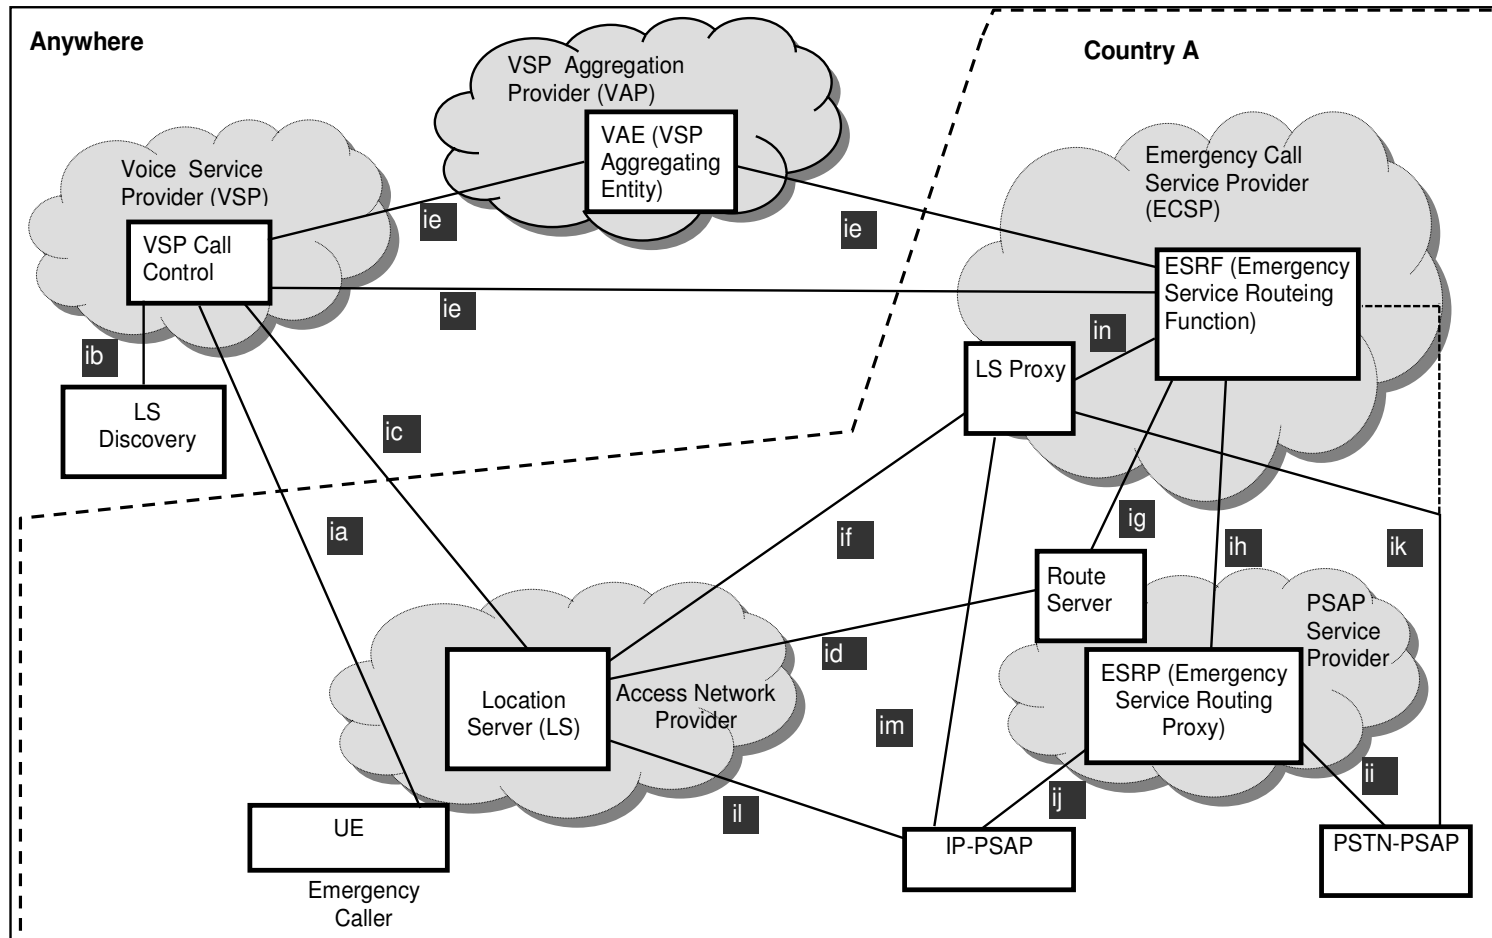 Anywhere
Country A
VSP Aggregation
Provider (VAP)
VAE (VSP
Aggregating
Entity)
Voice Service
Provider (VSP)
VSP Call
Control
Emergency Call
Service Provider
(ECSP)
ESRF (Emergency
Service Routeing
Function)
ie
ie
ie
in
ib
LS Proxy
LS
Discovery
ic
ia
if
ig
ih
ik
Route
Server
PSAP
Service
Provider
id
Location
Server (LS)
Access Network
Provider
ESRP (Emergency
Service Routing
Proxy)
im
ii
ij
il
UE
IP-PSAP
PSTN-PSAP
Emergency
Caller